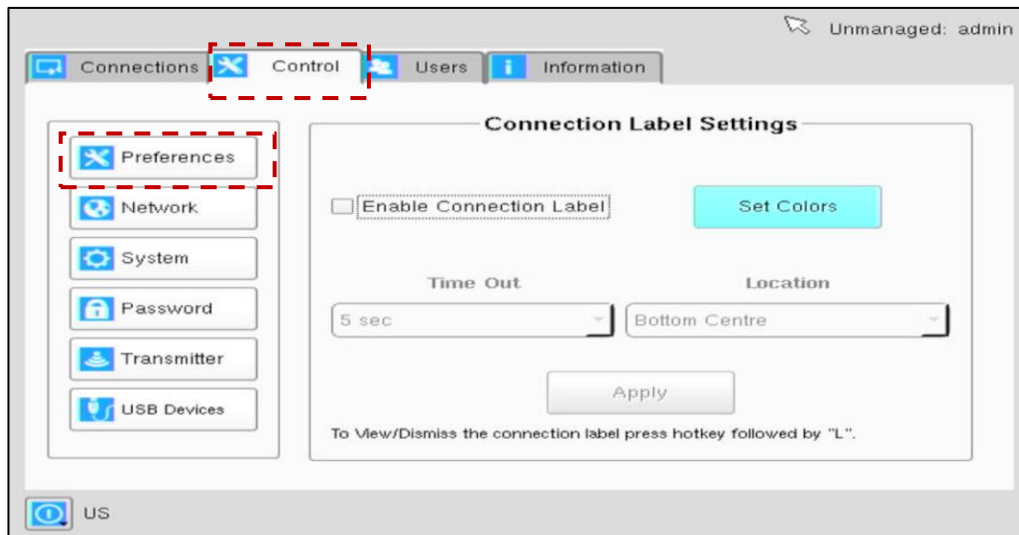 Unmanaged: admin
Connections Control Users Information
Connection Label Settings
Preferences
Network
System
Password
Transmitter
USB Devices
Enable Connection Label
Set Colors
Time Out Location
5 sec Bottom Centre
Apply
To View/Dismiss the connection label press hotkey followed by "L".
US